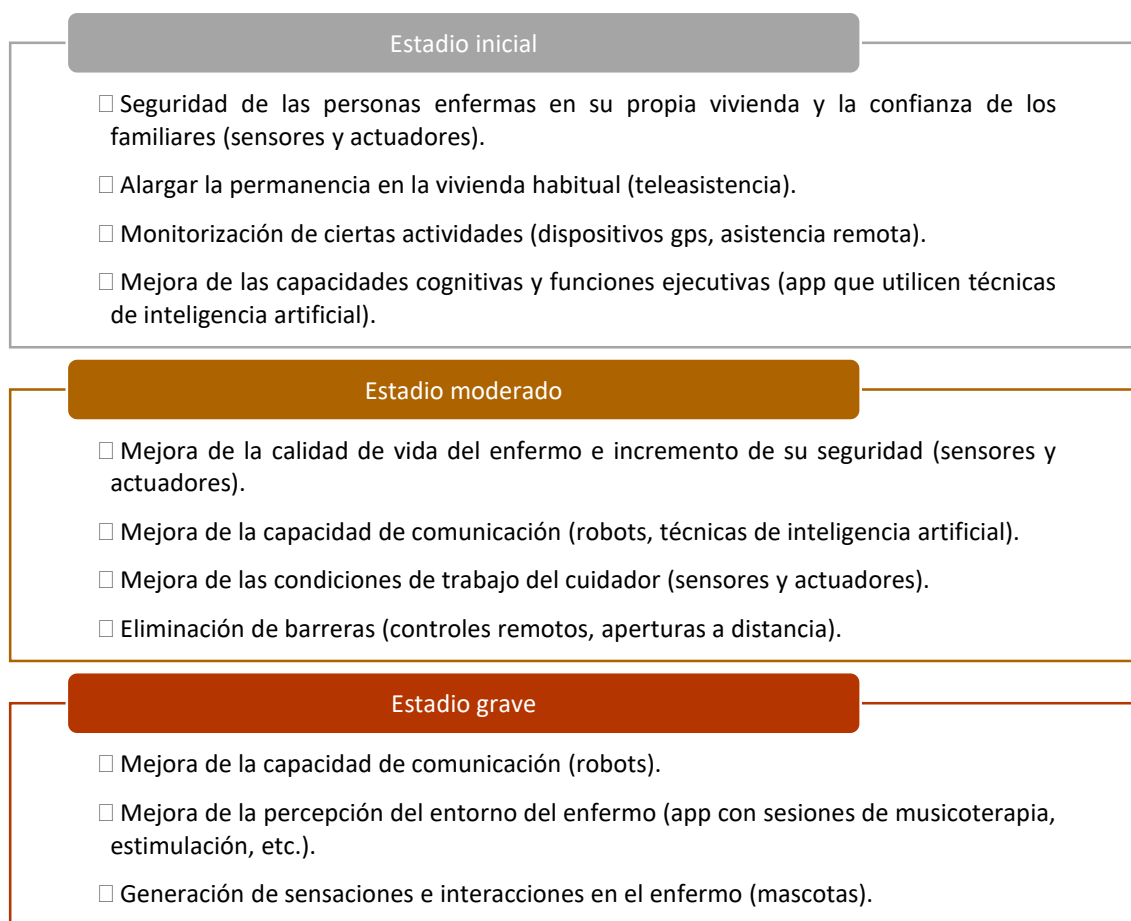 Estadio inicial
□ Seguridad de las personas enfermas en su propia vivienda y la confianza de los
familiares (sensores y actuadores).
□ Alargar la permanencia en la vivienda habitual (teleasistencia).
□ Monitorización de ciertas actividades (dispositivos gps, asistencia remota).
□ Mejora de las capacidades cognitivas y funciones ejecutivas (app que utilicen técnicas
de inteligencia artificial).
Estadio moderado
□ Mejora de la calidad de vida del enfermo e incremento de su seguridad (sensores y
actuadores).
□ Mejora de la capacidad de comunicación (robots, técnicas de inteligencia artificial).
□ Mejora de las condiciones de trabajo del cuidador (sensores y actuadores).
□ Eliminación de barreras (controles remotos, aperturas a distancia).
Estadio grave
□ Mejora de la capacidad de comunicación (robots).
□ Mejora de la percepción del entorno del enfermo (app con sesiones de musicoterapia,
estimulación, etc.).
□ Generación de sensaciones e interacciones en el enfermo (mascotas).